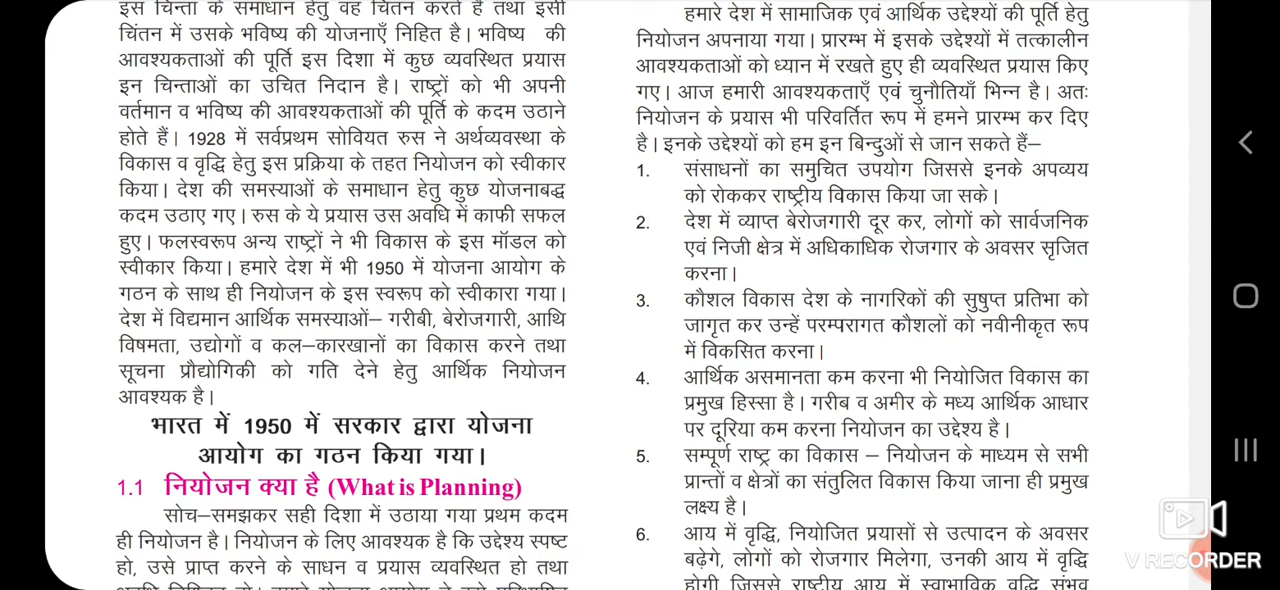 इस चिन्ता के समाधान हेतु वह चिंतन करते हैं तथा इसी
चिंतन में उसके भविष्य की योजनाएँ निहित है। भविष्य की
आवश्यकताओं की पूर्ति इस दिशा में कुछ व्यवस्थित प्रयास
इन चिन्ताओं का उचित निदान है। राष्ट्रों को भी अपनी
वर्तमान व भविष्य की आवश्यकताओं की पूर्ति के कदम उठाने
होते हैं। 1928 में सर्वप्रथम सोवियत रुस ने अर्थव्यवस्था के
विकास व वृद्धि हेतु इस प्रक्रिया के तहत नियोजन को स्वीकार
किया। देश की समस्याओं के समाधान हेतु कुछ योजनाबद्ध
कदम उठाए गए। रुस के ये प्रयास उस अवधि में काफी सफल
हुए। फलस्वरूप अन्य राष्ट्रों ने भी विकास के इस मॉडल को
स्वीकार किया। हमारे देश में भी 1950 में योजना आयोग के
गठन के साथ ही नियोजन के इस स्वरूप को स्वीकारा गया।
देश में विद्यमान आर्थिक समस्याओं– गरीबी, बेरोजगारी, आथि
विषमता, उद्योगों व कल–कारखानों का विकास करने तथा
सूचना प्रौद्योगिकी को गति देने हेतु आर्थिक नियोजन
आवश्यक है।
भारत में 1950 में सरकार द्वारा योजना
आयोग का गठन किया गया।
1.1 नियोजन क्या है (What is Planning)
सोच–समझकर सही दिशा में उठाया गया प्रथम कदम
ही नियोजन है। नियोजन के लिए आवश्यक है कि उद्देश्य स्पष्ट
हो, उसे प्राप्त करने के साधन व प्रयास व्यवस्थित हो तथा
हमारे देश में सामाजिक एवं आर्थिक उद्देश्यों की पूर्ति हेतु
नियोजन अपनाया गया। प्रारम्भ में इसके उद्देश्यों में तत्कालीन
आवश्यकताओं को ध्यान में रखते हुए ही व्यवस्थित प्रयास किए
गए। आज हमारी आवश्यकताएँ एवं चुनौतियाँ भिन्न है। अतः
नियोजन के प्रयास भी परिवर्तित रूप में हमने प्रारम्भ कर दिए
है। इनके उद्देश्यों को हम इन बिन्दुओं से जान सकते हैं–
1. संसाधनों का समुचित उपयोग जिससे इनके अपव्यय
को रोककर राष्ट्रीय विकास किया जा सके।
2. देश में व्याप्त बेरोजगारी दूर कर, लोगों को सार्वजनिक
एवं निजी क्षेत्र में अधिकाधिक रोजगार के अवसर सृजित
करना।
3. कौशल विकास देश के नागरिकों की सुषुप्त प्रतिभा को
जागृत कर उन्हें परम्परागत कौशलों को नवीनीकृत रूप
में विकसित करना।
4. आर्थिक असमानता कम करना भी नियोजित विकास का
प्रमुख हिस्सा है। गरीब व अमीर के मध्य आर्थिक आधार
पर दूरिया कम करना नियोजन का उद्देश्य है।
5. सम्पूर्ण राष्ट्र का विकास – नियोजन के माध्यम से सभी
प्रान्तों व क्षेत्रों का संतुलित विकास किया जाना ही प्रमुख
लक्ष्य है।
6. आय में वृद्धि, नियोजित प्रयासों से उत्पादन के अवसर
बढ़ेगे, लोगों को रोजगार मिलेगा, उनकी आय में वृद्धि
होगी जिससे राष्ट्रीय आय में स्वाभाविक वृद्धि संभव
V RECORDER